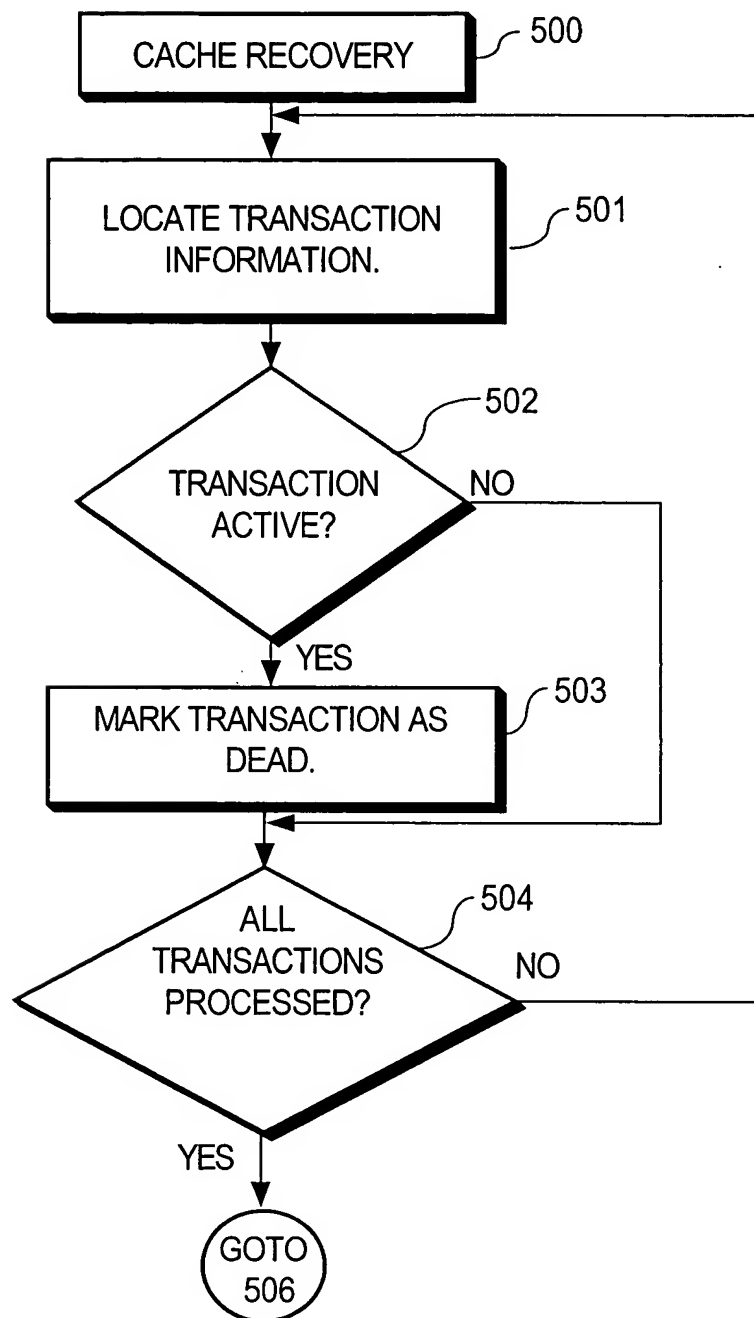 CACHE RECOVERY
500
LOCATE TRANSACTION
INFORMATION.
501
502
TRANSACTION
ACTIVE?
NO
YES
MARK TRANSACTION AS
DEAD.
503
504
ALL
TRANSACTIONS
PROCESSED?
NO
YES
GOTO
506